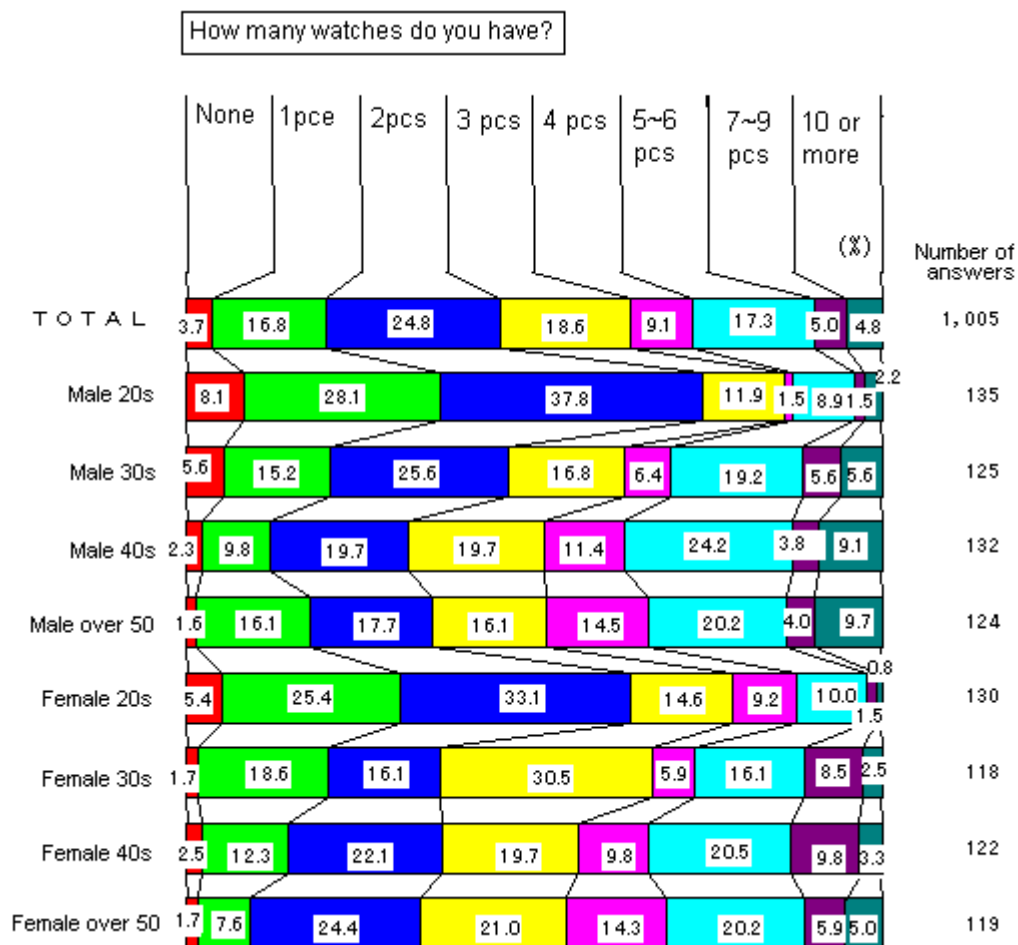 How many watches do you have?
None 1pce 2pcs 3 pcs 4 pcs 5~6 pcs 7~9 pcs 10 or more
(%)
Number of answers
TOTAL 3.7 16.8 24.8 18.6 9.1 17.3 5.0 4.8 1,005
Male 20s 8.1 28.1 37.8 11.9 1.5 8.9 1.5 2.2 135
Male 30s 5.6 15.2 25.6 16.8 6.4 19.2 5.6 5.6 125
Male 40s 2.3 9.8 19.7 19.7 11.4 24.2 3.8 9.1 132
Male over 50 1.6 16.1 17.7 16.1 14.5 20.2 4.0 9.7 124
Female 20s 5.4 25.4 33.1 14.6 9.2 10.0 1.5 0.8 130
Female 30s 1.7 18.6 16.1 30.5 5.9 16.1 8.5 2.5 118
Female 40s 2.5 12.3 22.1 19.7 9.8 20.5 9.8 3.3 122
Female over 50 1.7 7.6 24.4 21.0 14.3 20.2 5.9 5.0 119